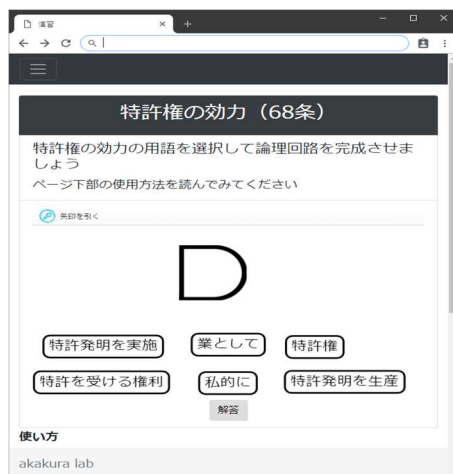 演習
特許権の効力（68条）
特許権の効力の用語を選択して論理回路を完成させま
しょう
ページ下部の使用方法を読んでみてください
矢印を引く
特許発明を実施
業として
特許権
特許を受ける権利
私的に
特許発明を生産
解答
使い方
akakura lab